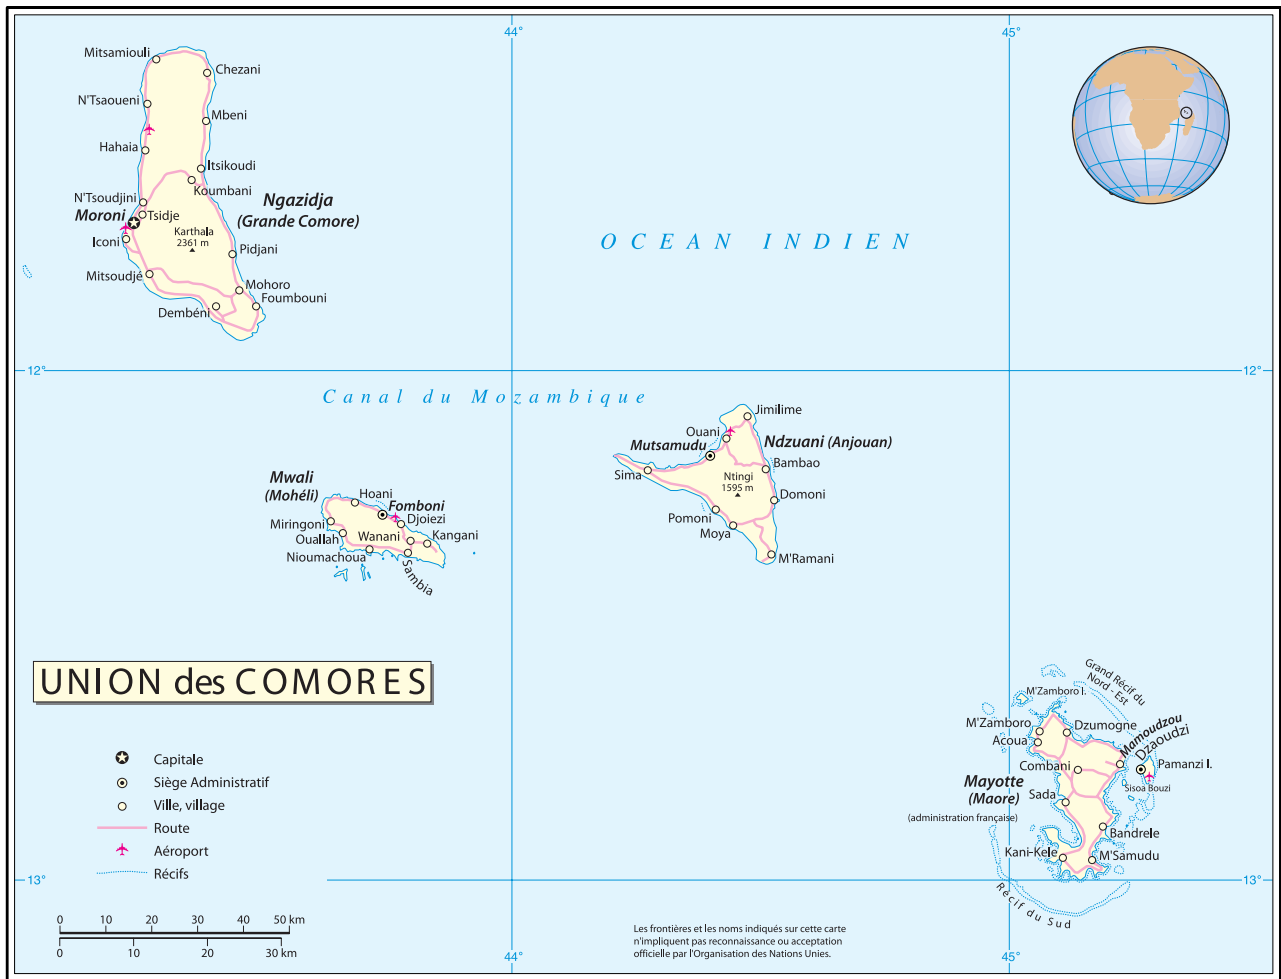 44°
45°
Mitsamiouli
Chezani
N'Tsaoueni
Mbeni
Hahaia
Itsikoudi
Koumbani
N'Tsoudjini
Ngazidja
(Grande Comore)
Moroni
Tsidje
Karthala
2361 m
Iconi
Pidjani
Mitsoudjé
Mohoro
Foumbouni
Dembéni
OCEAN INDIEN
12°
12°
Canal du Mozambique
Jimilime
Ouani
Mutsamudu
Ndzuani (Anjouan)
Sima
Bambao
Ntingi
1595 m
Domoni
Pomoni
Moya
M'Ramani
Mwali
(Mohéli)
Hoani
Fomboni
Djoiezi
Miringoni
Ouallah
Wanani
Kangani
Nioumachoua
Sambia
UNION des COMORES
Grand Récif du
Nord - Est
M'Zamboro I.
M'Zamboro
Dzumogne
Acoua
Mamoudzou
Dzaoudzi
Combani
Pamanzi I.
Mayotte
(Maore)
Sisoa Bouzi
Sada
(administration française)
Bandrele
Kani-Kele
M'Samudu
Récif du Sud
Capitale
Siège Administratif
Ville, village
Route
Aéroport
Récifs
13°
13°
0 10 20 30 40 50 km
0 10 20 30 km
Les frontières et les noms indiqués sur cette carte
n'impliquent pas reconnaissance ou acceptation
officielle par l'Organisation des Nations Unies.
44°
45°